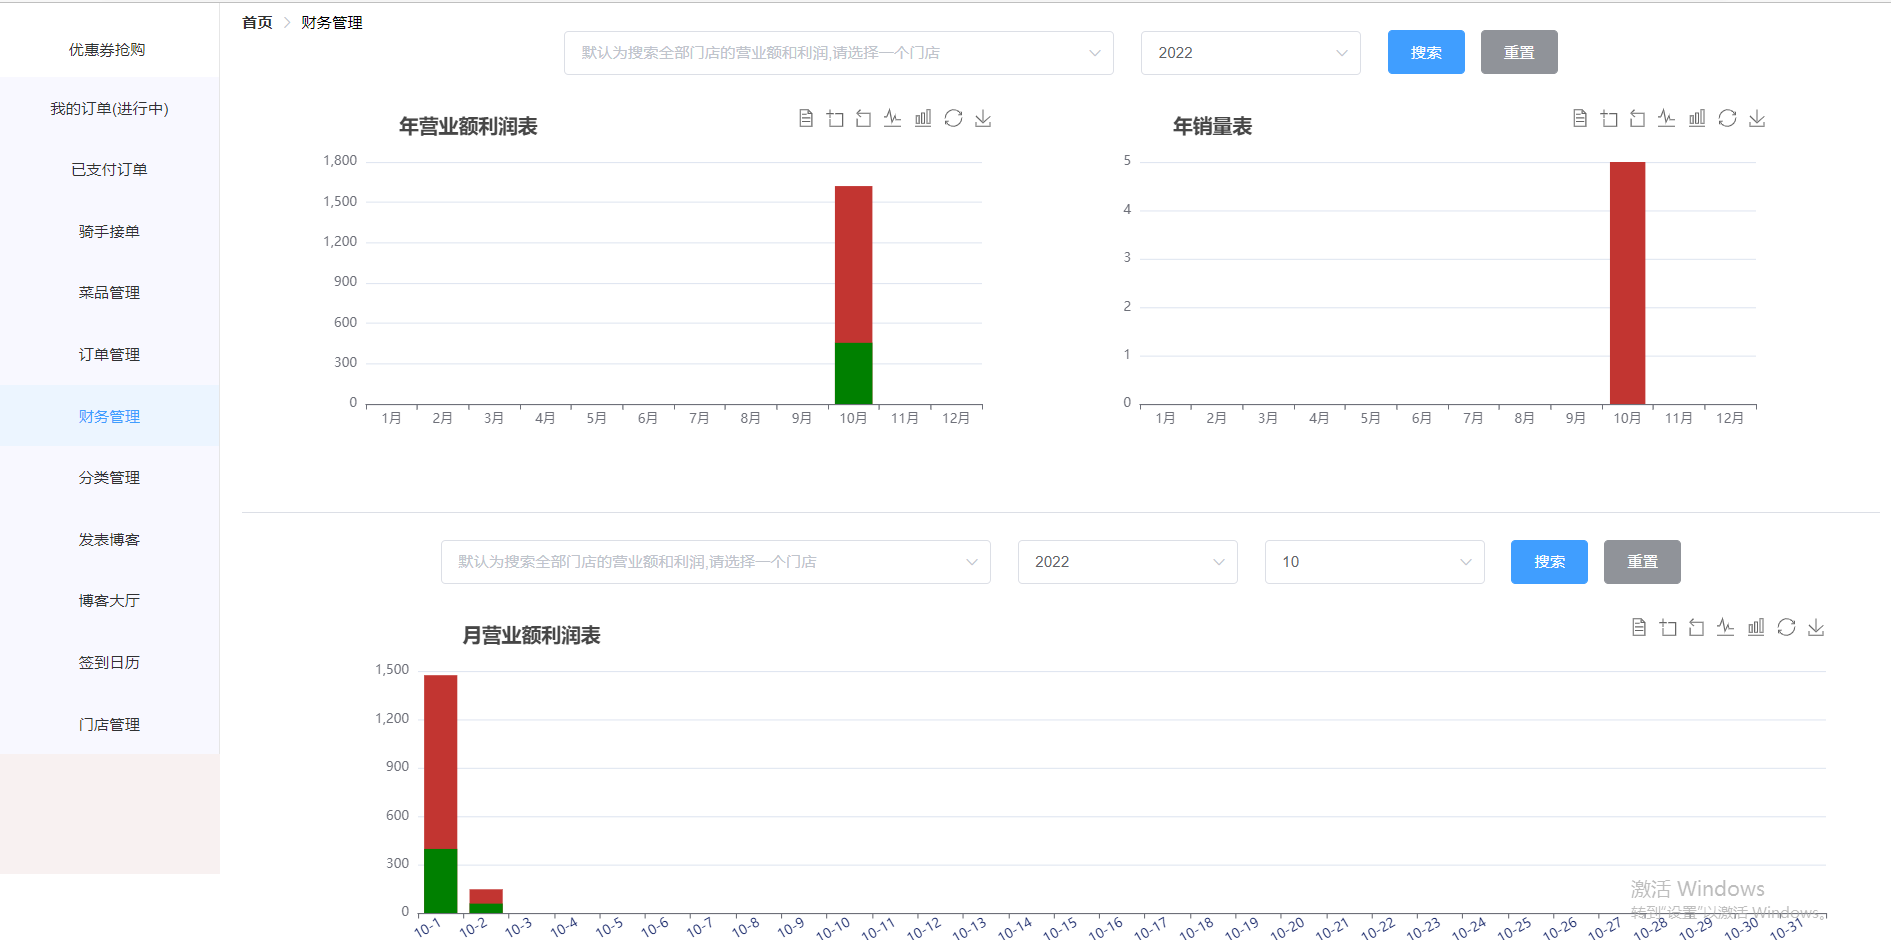 首页 > 财务管理
优惠券抢购
我的订单(进行中)
已支付订单
骑手接单
菜品管理
订单管理
财务管理
分类管理
发表博客
博客大厅
签到日历
门店管理
默认为搜索全部门店的营业额和利润,请选择一个门店
2022
搜索
重置
年营业额利润表
1,800
1,500
1,200
900
600
300
0
1月 2月 3月 4月 5月 6月 7月 8月 9月 10月 11月 12月
年销量表
5
4
3
2
1
0
1月 2月 3月 4月 5月 6月 7月 8月 9月 10月 11月 12月
默认为搜索全部门店的营业额和利润,请选择一个门店
2022
10
搜索
重置
月营业额利润表
1,500
1,200
900
600
300
0
10-1 10-2 10-3 10-4 10-5 10-6 10-7 10-8 10-9 10-10 10-11 10-12 10-13 10-14 10-15 10-16 10-17 10-18 10-19 10-20 10-21 10-22 10-23 10-24 10-25 10-26 10-27 10-28 10-29 10-30 10-31
激活 Windows
转到"设置"以激活 Windows。